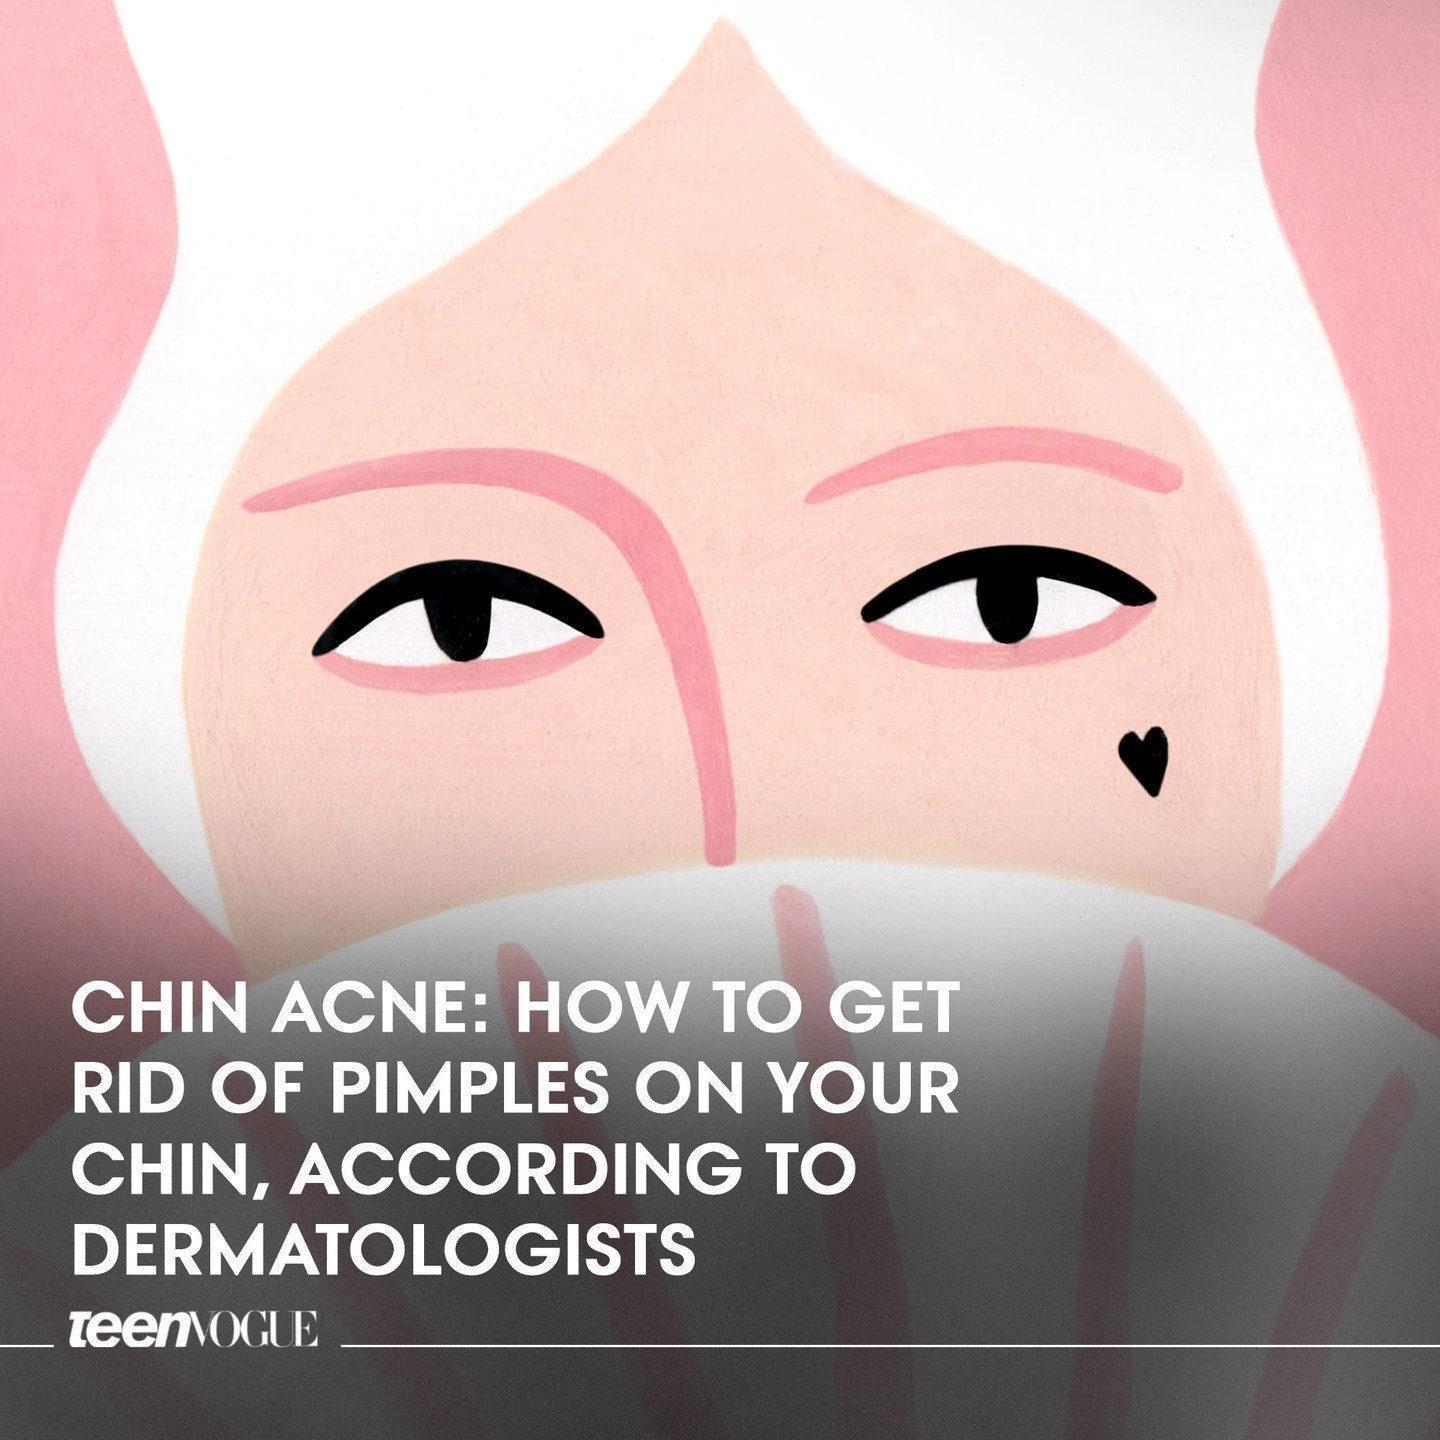 CHIN ACNE: HOW TO GET
RID OF PIMPLES ON YOUR
CHIN, ACCORDING TO
DERMATOLOGISTS
teenVOGUE